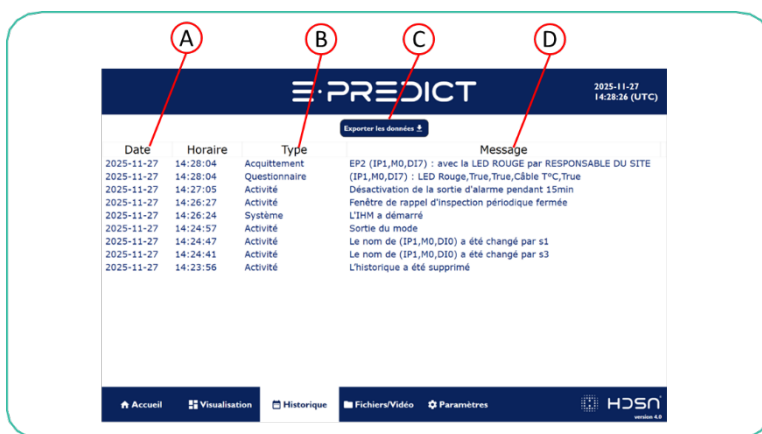 A B C D
E·PREDICT
2025-11-27
14:28:26 (UTC)
Exporter les données
Date Horaire Type Message
2025-11-27 14:28:04 Acquittement EP2 (IP1,M0,DI7) : avec la LED ROUGE par RESPONSABLE DU SITE
2025-11-27 14:28:04 Questionnaire (IP1,M0,DI7) : LED Rouge,True,True,Câble T°C,True
2025-11-27 14:27:05 Activité Désactivation de la sortie d'alarme pendant 15min
2025-11-27 14:26:27 Activité Fenêtre de rappel d'inspection périodique fermée
2025-11-27 14:26:24 Système L'IHM a démarré
2025-11-27 14:24:57 Activité Sortie du mode
2025-11-27 14:24:47 Activité Le nom de (IP1,M0,DI0) a été changé par s1
2025-11-27 14:24:41 Activité Le nom de (IP1,M0,DI0) a été changé par s3
2025-11-27 14:23:56 Activité L'historique a été supprimé
Accueil Visualisation Historique Fichiers/Vidéo Paramètres HDSN
version 4.0